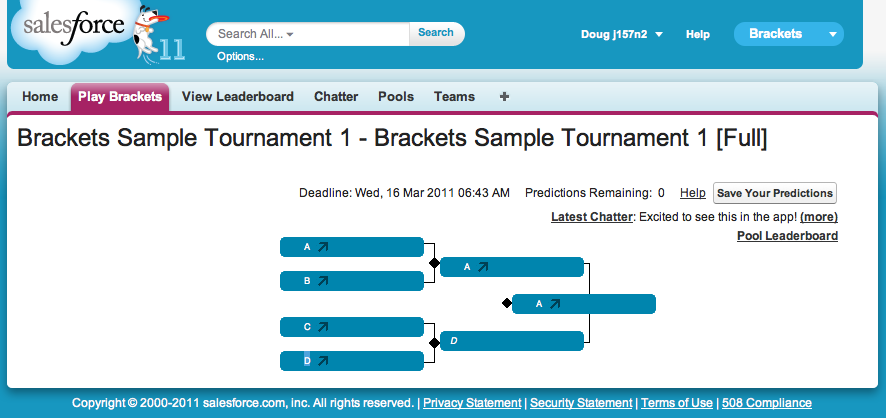 salesforce
11
Search All...
Search
Options...
Doug j157n2
Help
Brackets
Home Play Brackets View Leaderboard Chatter Pools Teams +
Brackets Sample Tournament 1 - Brackets Sample Tournament 1 [Full]
Deadline: Wed, 16 Mar 2011 06:43 AM Predictions Remaining: 0 Help Save Your Predictions
Latest Chatter: Excited to see this in the app! (more)
Pool Leaderboard
A
A
B
A
C
D
D
Copyright © 2000-2011 salesforce.com, inc. All rights reserved. | Privacy Statement | Security Statement | Terms of Use | 508 Compliance